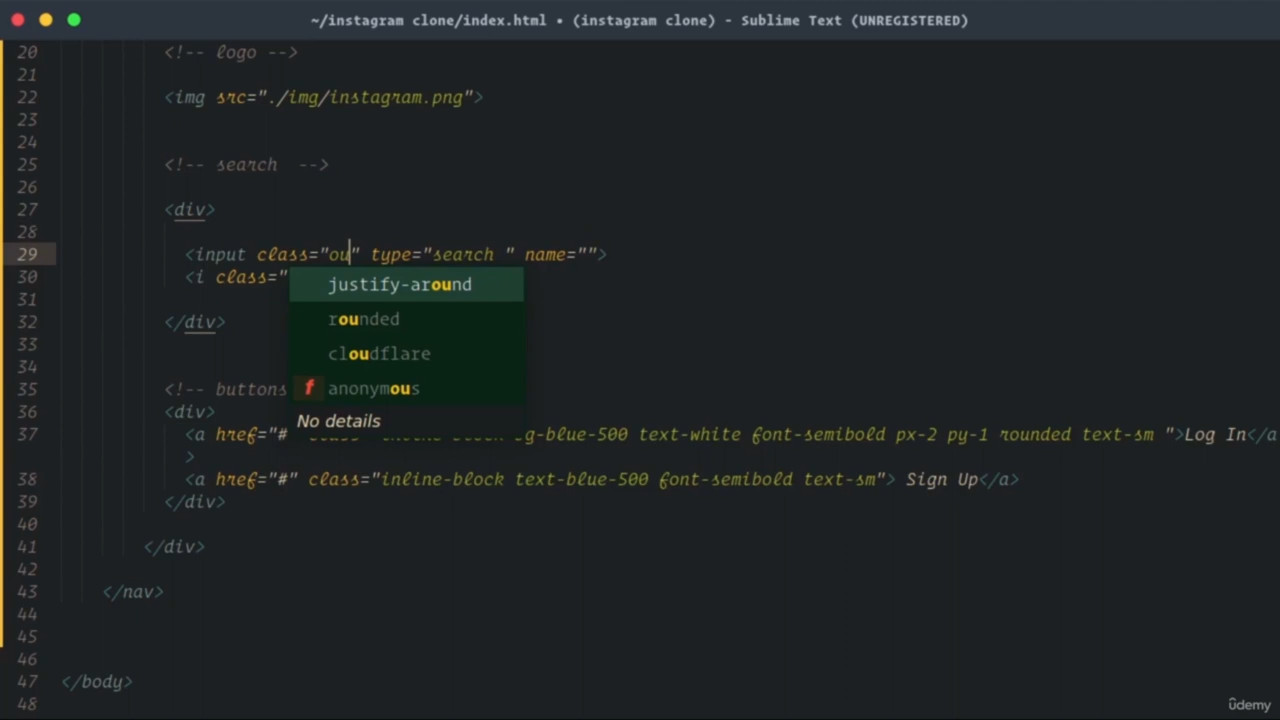 ~/instagram clone/index.html • (instagram clone) - Sublime Text (UNREGISTERED)
20 <!-- logo -->
21
22 <img src="./img/instagram.png">
23
24
25 <!-- search  -->
26
27 <div>
28
29 <input class="ou" type="search " name="">
30 <i class="
justify-around
31
rounded
32 </div>
33
cloudflare
34
35 <!-- buttons
f anonymous
36 <div>
No details
37 <a href="# bg-blue-500 text-white font-semibold px-2 py-1 rounded text-sm ">Log In</a
>
38 <a href="#" class="inline-block text-blue-500 font-semibold text-sm"> Sign Up</a>
39 </div>
40
41 </div>
42
43 </nav>
44
45
46
47 </body>
48
ûdemy